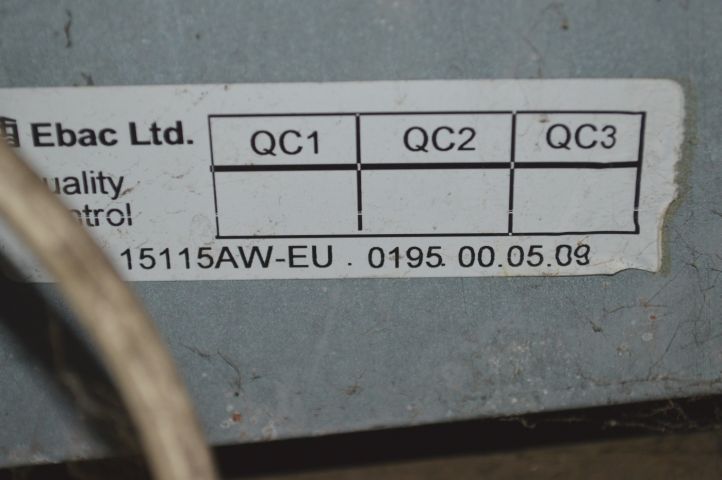 Ebac Ltd.
QC1 QC2 QC3
uality
ntrol
15115AW-EU . 0195 00.05.09